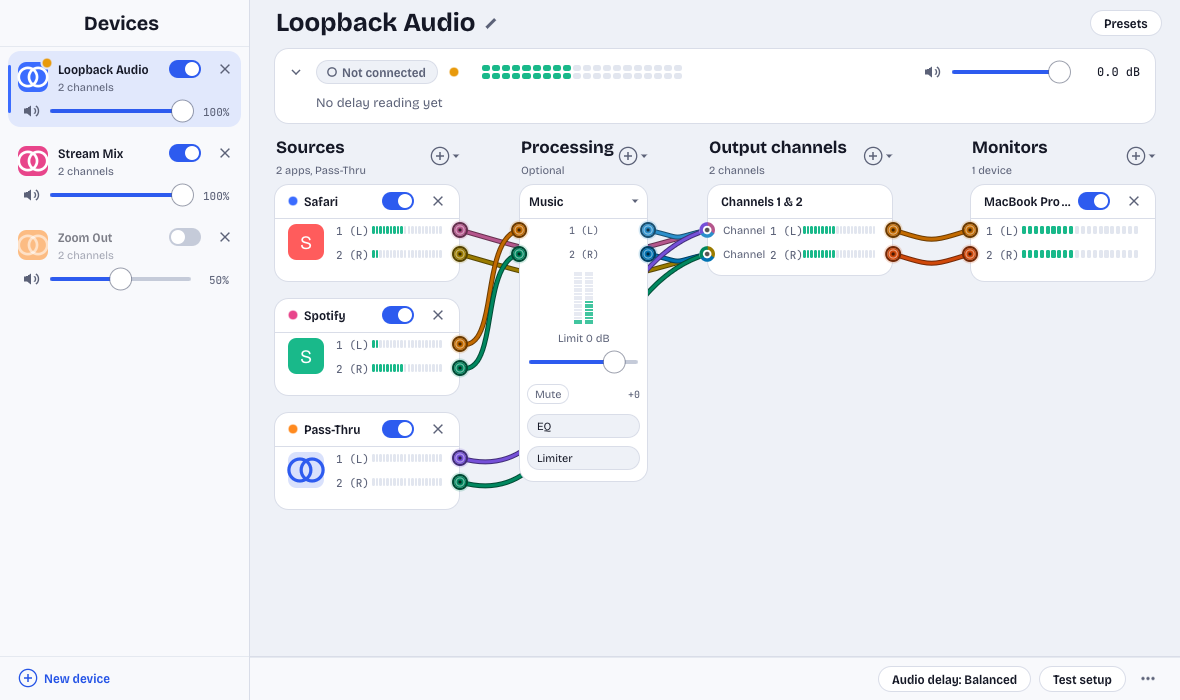 Devices
Loopback Audio
2 channels
100%
Stream Mix
2 channels
100%
Zoom Out
2 channels
50%
New device
Loopback Audio
Presets
Not connected
0.0 dB
No delay reading yet
Sources
2 apps, Pass-Thru
Safari
S
1 (L)
2 (R)
Spotify
S
1 (L)
2 (R)
Pass-Thru
1 (L)
2 (R)
Processing
Optional
Music
1 (L)
2 (R)
Limit 0 dB
Mute
+0
EQ
Limiter
Output channels
2 channels
Channels 1 & 2
Channel 1 (L)
Channel 2 (R)
Monitors
1 device
MacBook Pro...
1 (L)
2 (R)
Audio delay: Balanced
Test setup